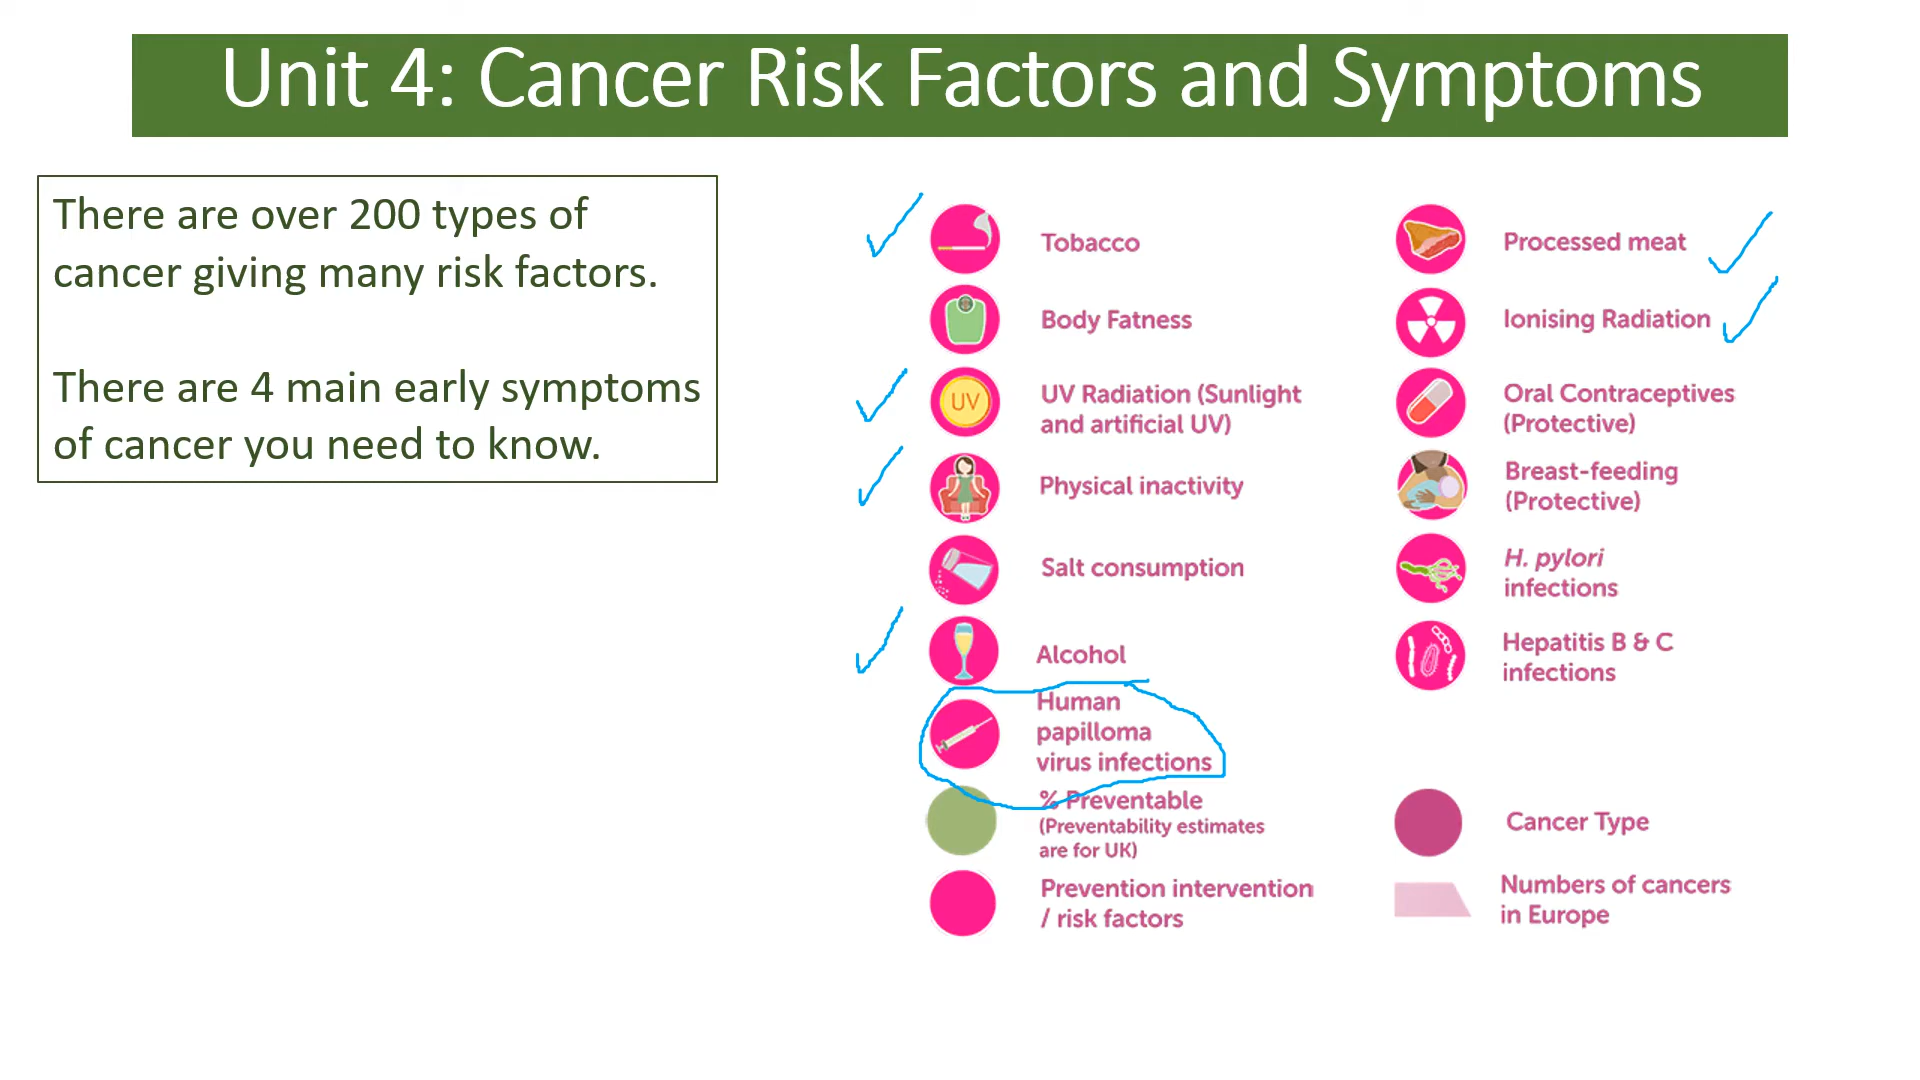 Unit 4: Cancer Risk Factors and Symptoms
There are over 200 types of
cancer giving many risk factors.
There are 4 main early symptoms
of cancer you need to know.
Tobacco
Body Fatness
UV
UV Radiation (Sunlight
and artificial UV)
Physical inactivity
Salt consumption
Alcohol
Human
papilloma
virus infections
% Preventable
(Preventability estimates
are for UK)
Prevention intervention
/ risk factors
Processed meat
Ionising Radiation
Oral Contraceptives
(Protective)
Breast-feeding
(Protective)
H. pylori
infections
Hepatitis B & C
infections
Cancer Type
Numbers of cancers
in Europe